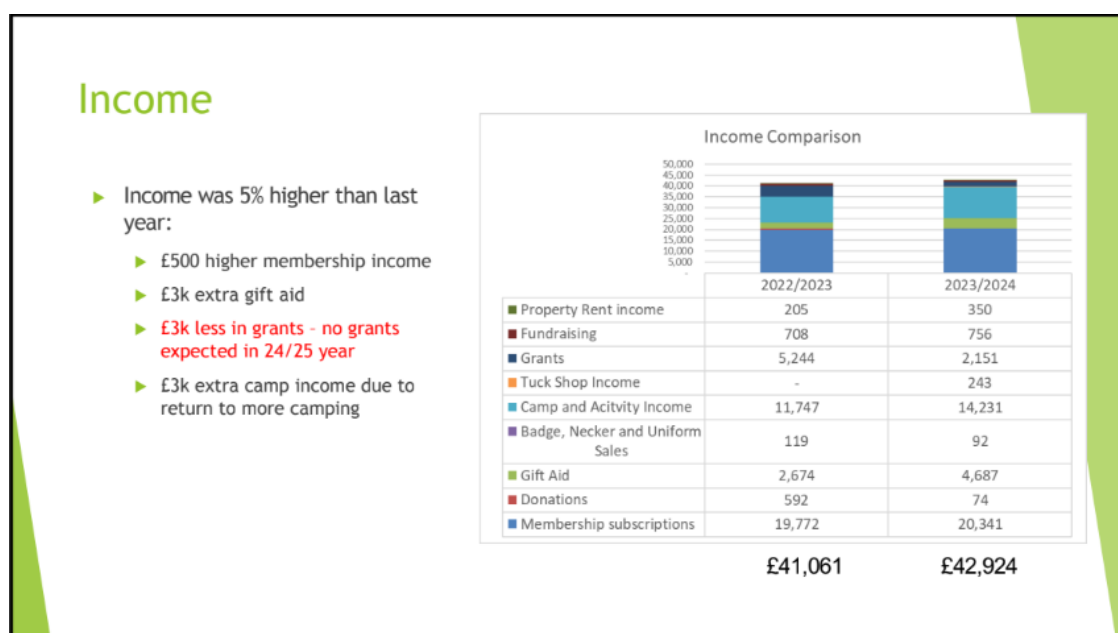 Income
Income was 5% higher than last
year:
£500 higher membership income
£3k extra gift aid
£3k less in grants – no grants
expected in 24/25 year
£3k extra camp income due to
return to more camping
Income Comparison
50,000
45,000
40,000
35,000
30,000
25,000
20,000
15,000
10,000
5,000
-
2022/2023 2023/2024
Property Rent income 205 350
Fundraising 708 756
Grants 5,244 2,151
Tuck Shop Income - 243
Camp and Acitvity Income 11,747 14,231
Badge, Necker and Uniform
Sales 119 92
Gift Aid 2,674 4,687
Donations 592 74
Membership subscriptions 19,772 20,341
£41,061 £42,924